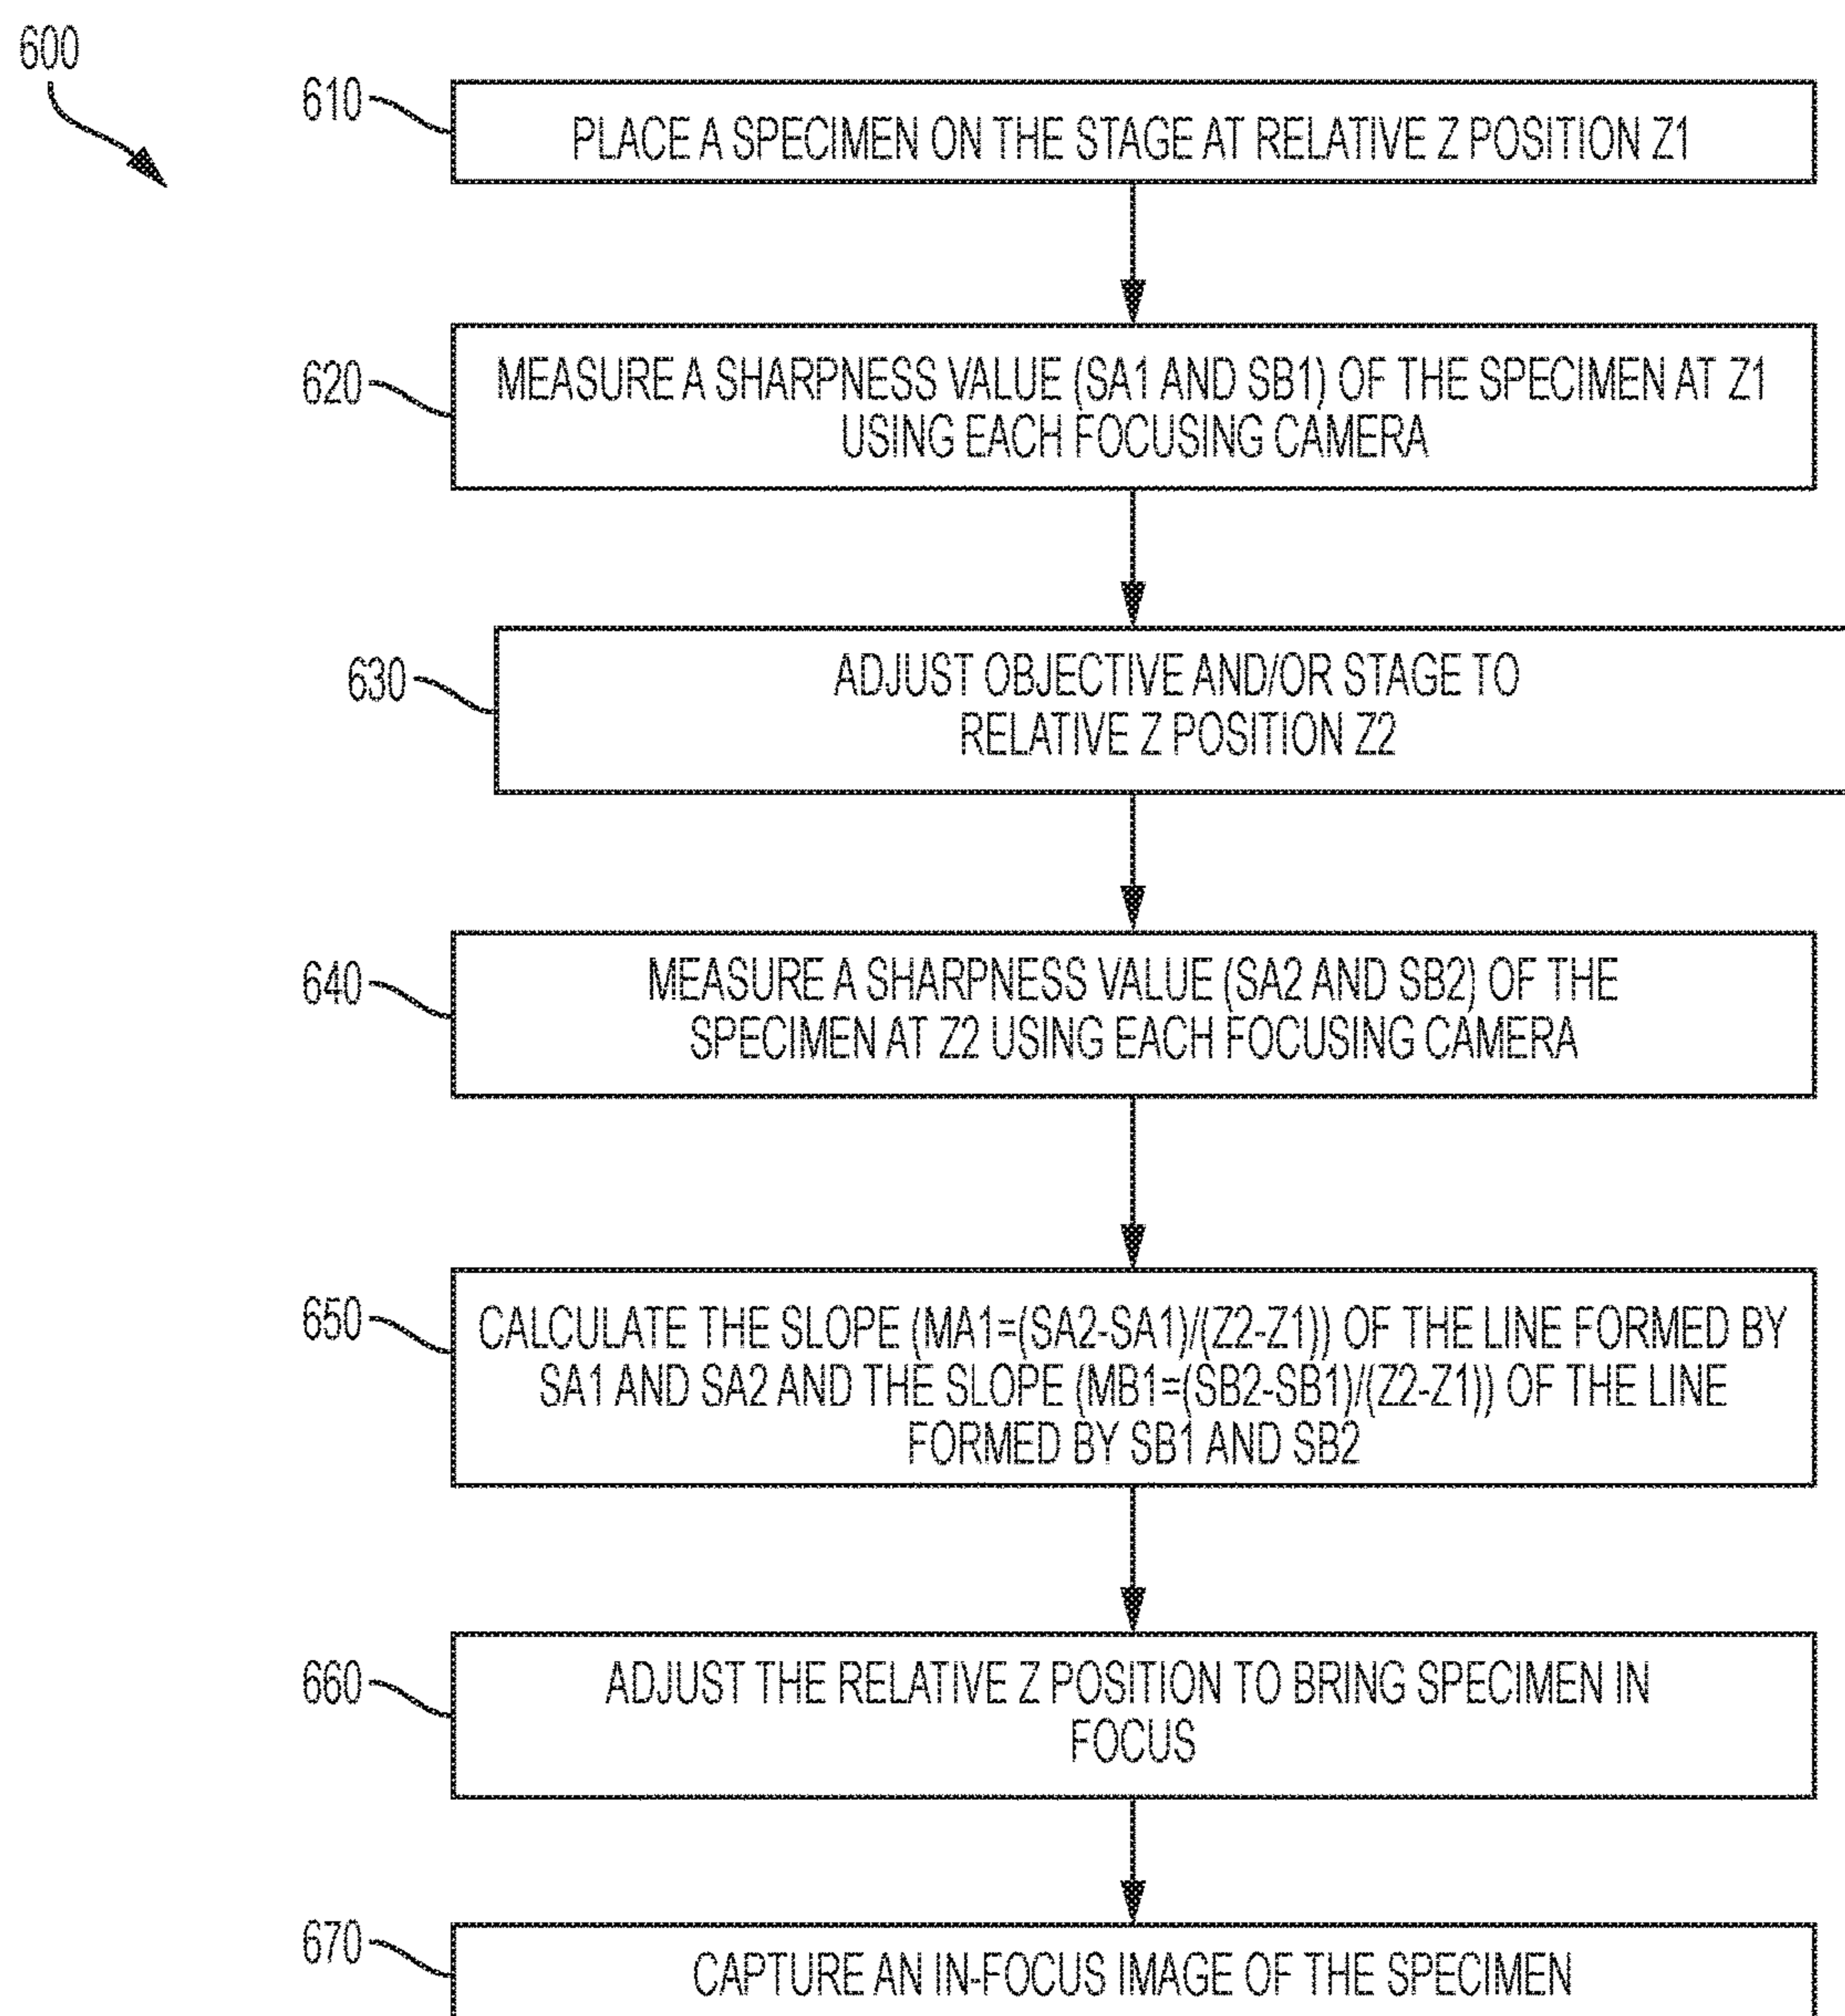 600
610
PLACE A SPECIMEN ON THE STAGE AT RELATIVE Z POSITION Z1
620
MEASURE A SHARPNESS VALUE (SA1 AND SB1) OF THE SPECIMEN AT Z1
USING EACH FOCUSING CAMERA
630
ADJUST OBJECTIVE AND/OR STAGE TO
RELATIVE Z POSITION Z2
640
MEASURE A SHARPNESS VALUE (SA2 AND SB2) OF THE
SPECIMEN AT Z2 USING EACH FOCUSING CAMERA
650
CALCULATE THE SLOPE (MA1=(SA2-SA1)/(Z2-Z1)) OF THE LINE FORMED BY
SA1 AND SA2 AND THE SLOPE (MB1=(SB2-SB1)/(Z2-Z1)) OF THE LINE
FORMED BY SB1 AND SB2
660
ADJUST THE RELATIVE Z POSITION TO BRING SPECIMEN IN
FOCUS
670
CAPTURE AN IN-FOCUS IMAGE OF THE SPECIMEN